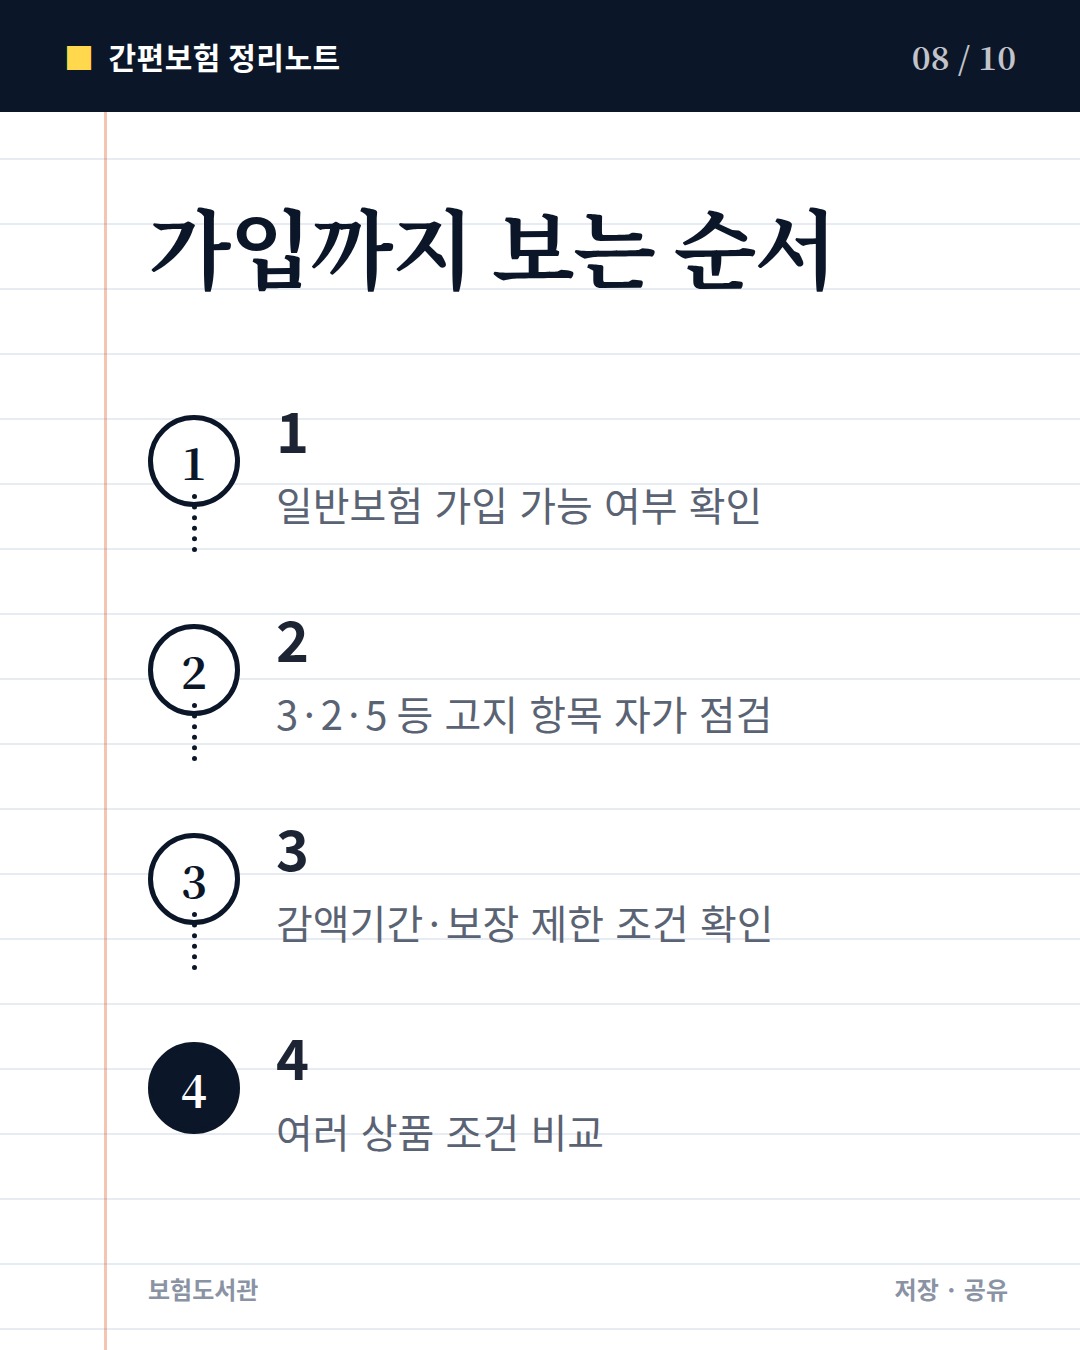 간편보험 정리노트
08 / 10
가입까지 보는 순서
1
1
일반보험 가입 가능 여부 확인
2
2
3·2·5 등 고지 항목 자가 점검
3
3
감액기간·보장 제한 조건 확인
4
4
여러 상품 조건 비교
보험도서관
저장 · 공유